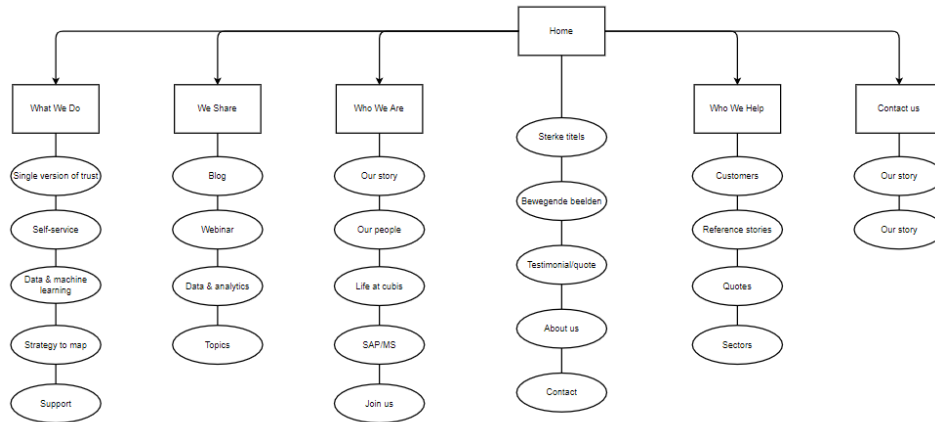 Home
What We Do
We Share
Who We Are
Who We Help
Contact us
Single version of trust
Self-service
Data & machine
learning
Strategy to map
Support
Blog
Webinar
Data & analytics
Topics
Our story
Our people
Life at cubis
SAP/MS
Join us
Sterke titels
Bewegende beelden
Testimonial/quote
About us
Contact
Customers
Reference stories
Quotes
Sectors
Our story
Our story